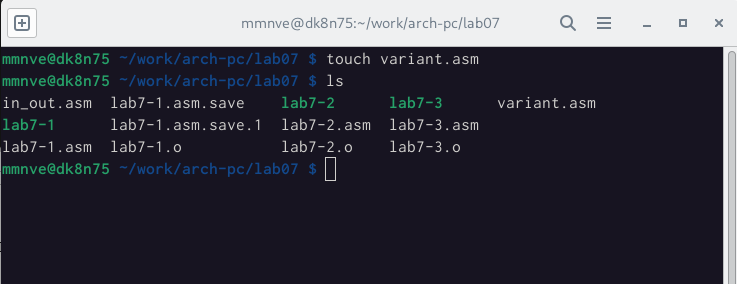 mmnve@dk8n75:~/work/arch-pc/lab07
mmnve@dk8n75 ~/work/arch-pc/lab07 $ touch variant.asm
mmnve@dk8n75 ~/work/arch-pc/lab07 $ ls
in_out.asm lab7-1.asm.save lab7-2 lab7-3 variant.asm
lab7-1 lab7-1.asm.save.1 lab7-2.asm lab7-3.asm
lab7-1.asm lab7-1.o lab7-2.o lab7-3.o
mmnve@dk8n75 ~/work/arch-pc/lab07 $